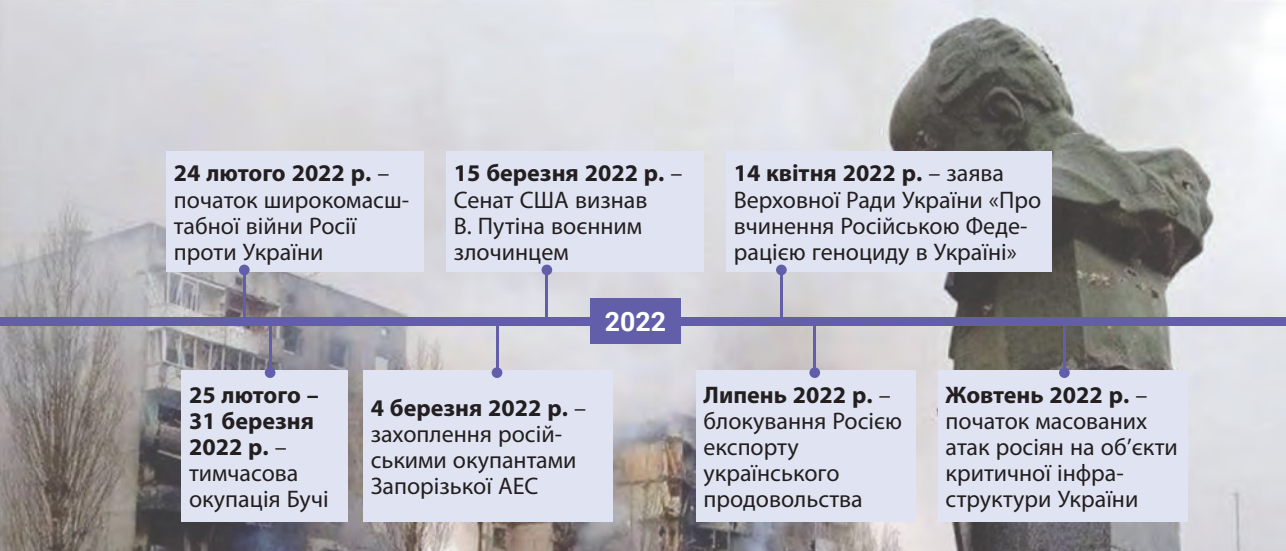 24 лютого 2022 р. –
початок широкомасш-
табної війни Росії
проти України
15 березня 2022 р. –
Сенат США визнав
В. Путіна воєнним
злочинцем
14 квітня 2022 р. – заява
Верховної Ради України «Про
вчинення Російською Феде-
рацією геноциду в Україні»
2022
25 лютого –
31 березня
2022 р. –
тимчасова
окупація Бучі
4 березня 2022 р. –
захоплення росій-
ськими окупантами
Запорізької АЕС
Липень 2022 р. –
блокування Росією
експорту
українського
продовольства
Жовтень 2022 р. –
початок масованих
атак росіян на об’єкти
критичної інфра-
структури України